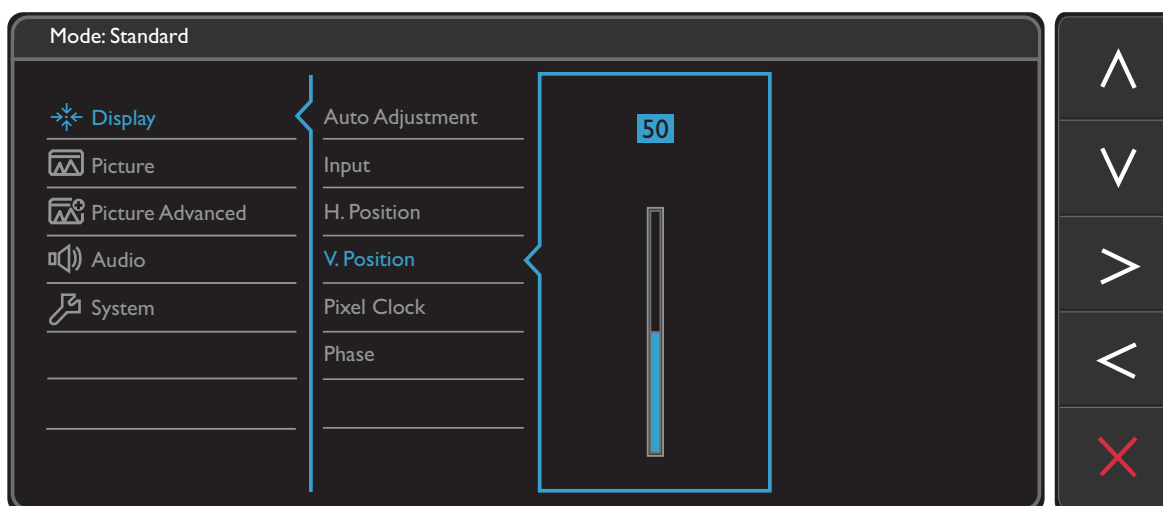 Mode: Standard
Display
Picture
Picture Advanced
Audio
System
Auto Adjustment
Input
H. Position
V. Position
Pixel Clock
Phase
50